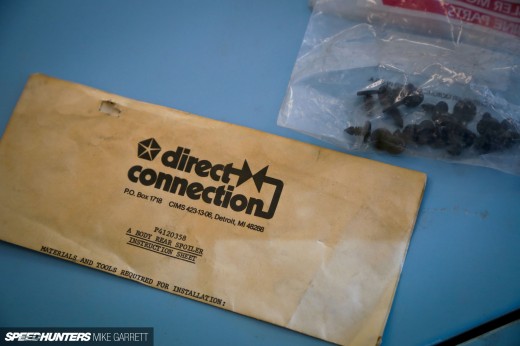 direct
connection
P.O. Box 1718 CIMS 423-13-06, Detroit, MI 48288
P4120358
A BODY REAR SPOILER
INSTRUCTION SHEET
MATERIALS AND TOOLS REQUIRED FOR INSTALLATION:
SPEEDHUNTERS MIKE GARRETT